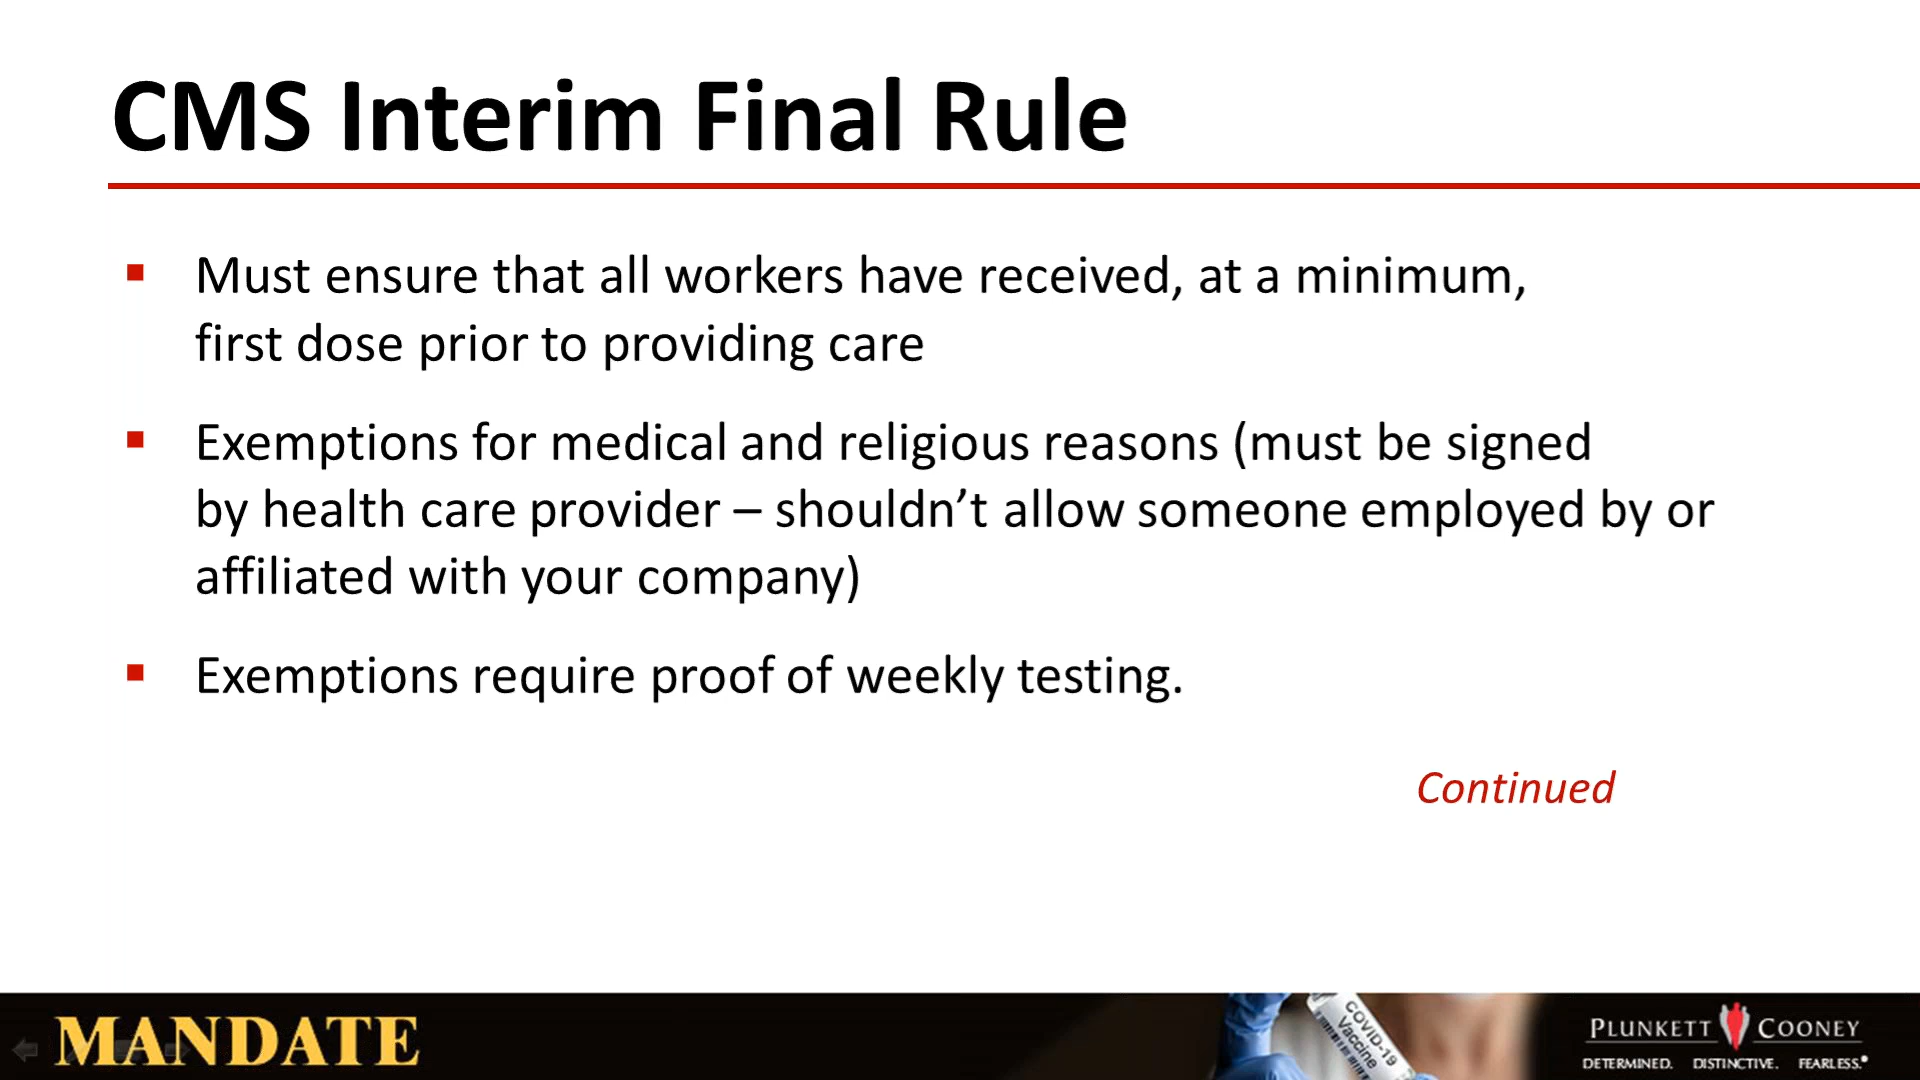 CMS Interim Final Rule
Must ensure that all workers have received, at a minimum,
first dose prior to providing care
Exemptions for medical and religious reasons (must be signed
by health care provider – shouldn’t allow someone employed by or
affiliated with your company)
Exemptions require proof of weekly testing.
Continued
MANDATE
COVID-19
Vaccine
PLUNKETT COONEY
DETERMINED. DISTINCTIVE. FEARLESS.